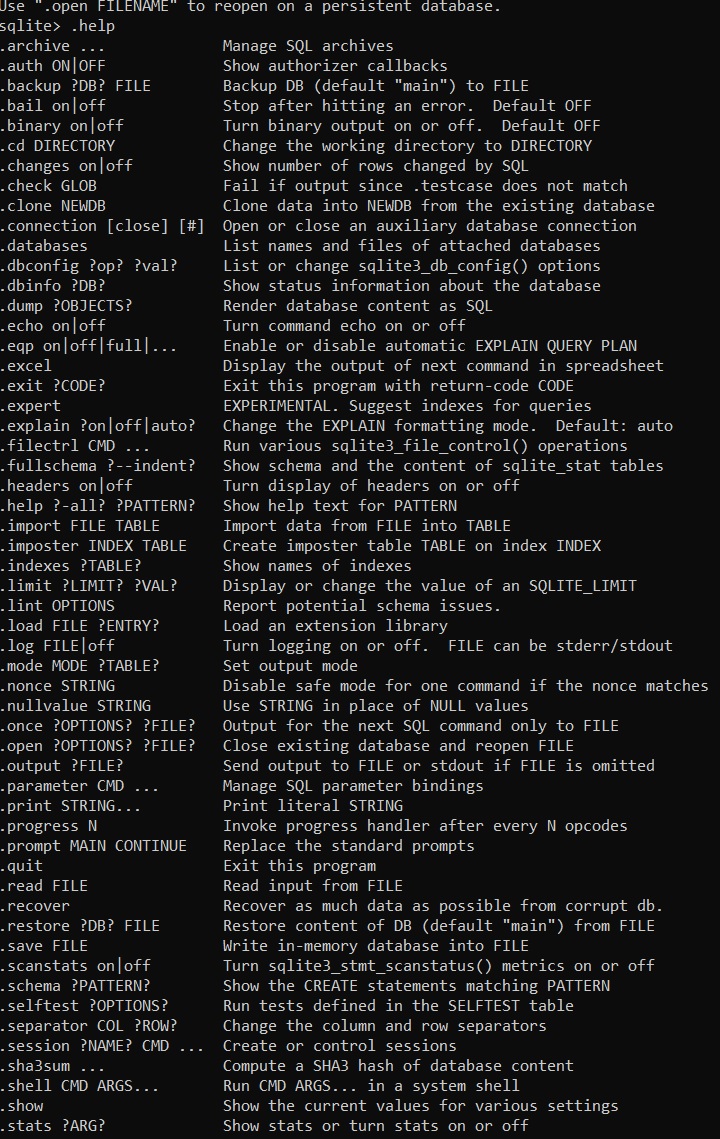 Use ".open FILENAME" to reopen on a persistent database.
sqlite> .help
.archive ...             Manage SQL archives
.auth ON|OFF             Show authorizer callbacks
.backup ?DB? FILE        Backup DB (default "main") to FILE
.bail on|off             Stop after hitting an error.  Default OFF
.binary on|off           Turn binary output on or off.  Default OFF
.cd DIRECTORY            Change the working directory to DIRECTORY
.changes on|off          Show number of rows changed by SQL
.check GLOB              Fail if output since .testcase does not match
.clone NEWDB             Clone data into NEWDB from the existing database
.connection [close] [#]  Open or close an auxiliary database connection
.databases               List names and files of attached databases
.dbconfig ?op? ?val?     List or change sqlite3_db_config() options
.dbinfo ?DB?             Show status information about the database
.dump ?OBJECTS?          Render database content as SQL
.echo on|off             Turn command echo on or off
.eqp on|off|full|...     Enable or disable automatic EXPLAIN QUERY PLAN
.excel                   Display the output of next command in spreadsheet
.exit ?CODE?             Exit this program with return-code CODE
.expert                  EXPERIMENTAL. Suggest indexes for queries
.explain ?on|off|auto?   Change the EXPLAIN formatting mode.  Default: auto
.filectrl CMD ...        Run various sqlite3_file_control() operations
.fullschema ?--indent?   Show schema and the content of sqlite_stat tables
.headers on|off          Turn display of headers on or off
.help ?-all? ?PATTERN?   Show help text for PATTERN
.import FILE TABLE       Import data from FILE into TABLE
.imposter INDEX TABLE    Create imposter table TABLE on index INDEX
.indexes ?TABLE?         Show names of indexes
.limit ?LIMIT? ?VAL?     Display or change the value of an SQLITE_LIMIT
.lint OPTIONS            Report potential schema issues.
.load FILE ?ENTRY?       Load an extension library
.log FILE|off            Turn logging on or off.  FILE can be stderr/stdout
.mode MODE ?TABLE?       Set output mode
.nonce STRING            Disable safe mode for one command if the nonce matches
.nullvalue STRING        Use STRING in place of NULL values
.once ?OPTIONS? ?FILE?   Output for the next SQL command only to FILE
.open ?OPTIONS? ?FILE?   Close existing database and reopen FILE
.output ?FILE?           Send output to FILE or stdout if FILE is omitted
.parameter CMD ...       Manage SQL parameter bindings
.print STRING...         Print literal STRING
.progress N              Invoke progress handler after every N opcodes
.prompt MAIN CONTINUE    Replace the standard prompts
.quit                    Exit this program
.read FILE               Read input from FILE
.recover                 Recover as much data as possible from corrupt db.
.restore ?DB? FILE       Restore content of DB (default "main") from FILE
.save FILE               Write in-memory database into FILE
.scanstats on|off        Turn sqlite3_stmt_scanstatus() metrics on or off
.schema ?PATTERN?        Show the CREATE statements matching PATTERN
.selftest ?OPTIONS?      Run tests defined in the SELFTEST table
.separator COL ?ROW?     Change the column and row separators
.session ?NAME? CMD ...  Create or control sessions
.sha3sum ...             Compute a SHA3 hash of database content
.shell CMD ARGS...       Run CMD ARGS... in a system shell
.show                    Show the current values for various settings
.stats ?ARG?             Show stats or turn stats on or off